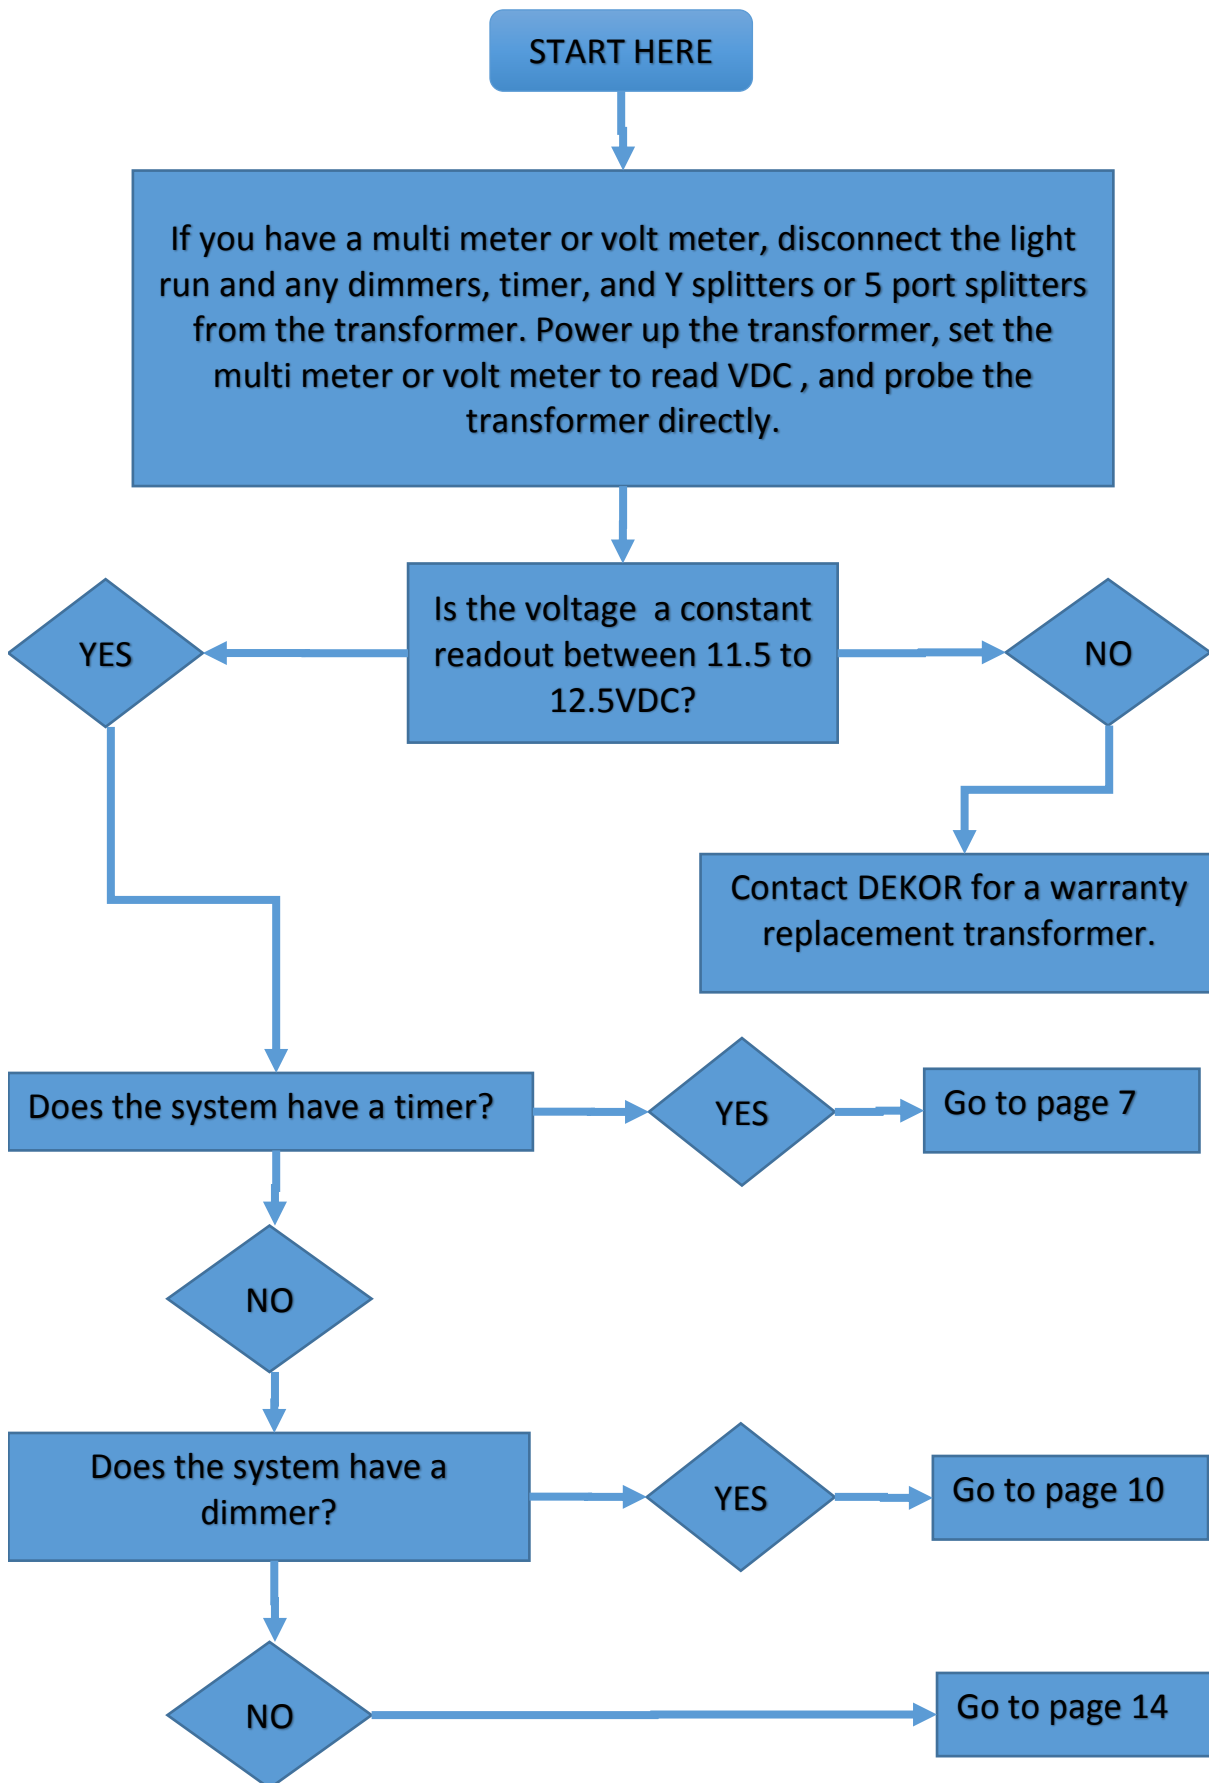 START HERE
If you have a multi meter or volt meter, disconnect the light
run and any dimmers, timer, and Y splitters or 5 port splitters
from the transformer. Power up the transformer, set the
multi meter or volt meter to read VDC , and probe the
transformer directly.
Is the voltage  a constant
readout between 11.5 to
12.5VDC?
YES
NO
Contact DEKOR for a warranty
replacement transformer.
Does the system have a timer?
YES
Go to page 7
NO
Does the system have a
dimmer?
YES
Go to page 10
NO
Go to page 14